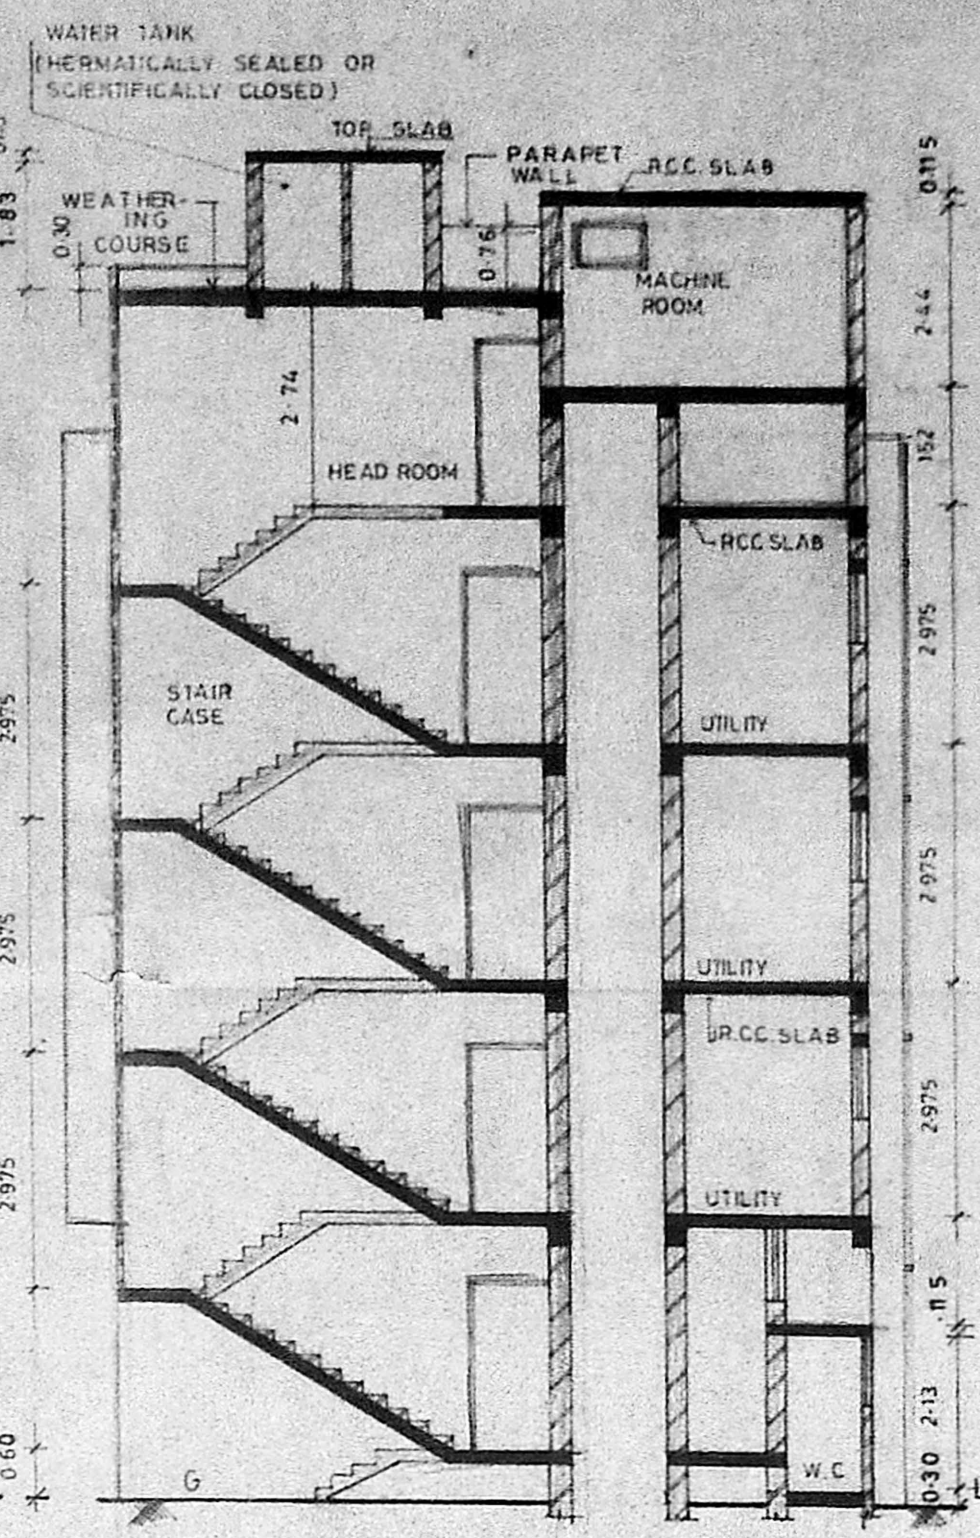 WATER TANK
(HERMATICALLY SEALED OR
SCIENTIFICALLY CLOSED)
TOP SLAB
PARAPET
WALL
R.C.C. SLAB
0.115
WEATHER-
ING
COURSE
1.83
0.30
0.76
MACHINE
ROOM
2.44
2.74
HEAD ROOM
1.52
RCC SLAB
2.975
STAIR
CASE
2.975
UTILITY
2.975
2.975
UTILITY
R.C.C. SLAB
2.975
2.975
UTILITY
.115
2.13
0.60
W.C
0.30
G